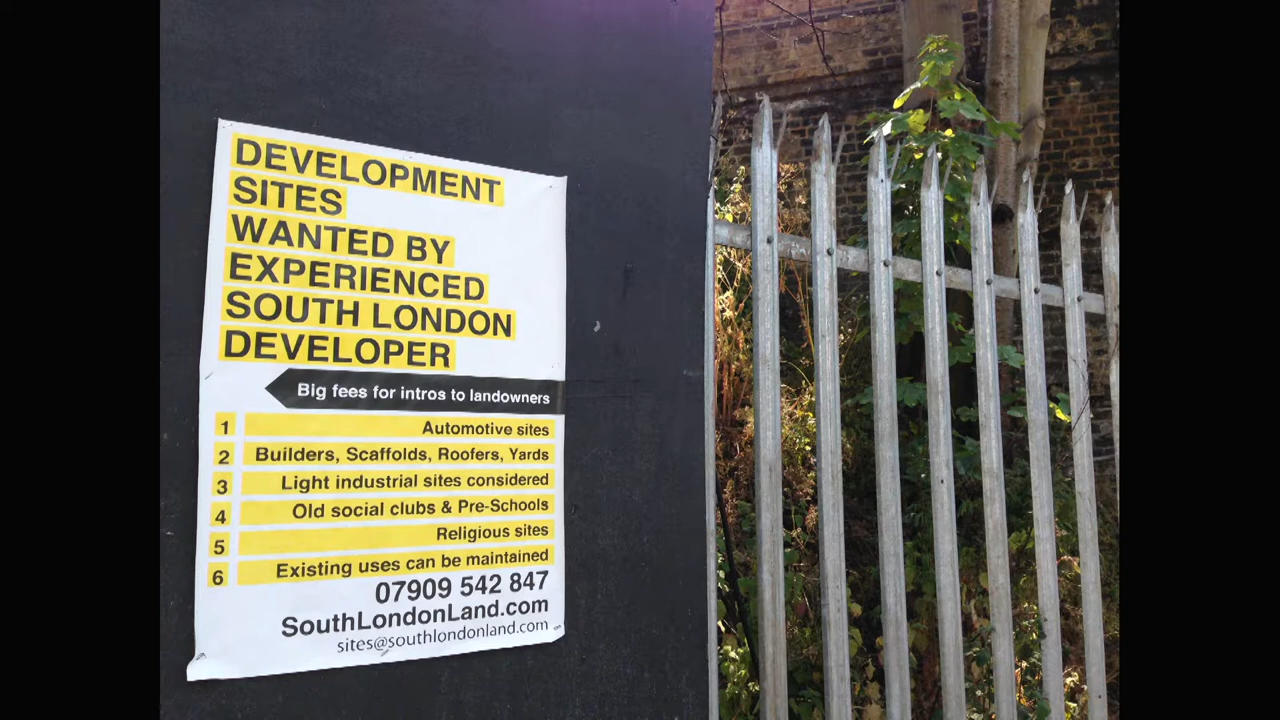 DEVELOPMENT
SITES
WANTED BY
EXPERIENCED
SOUTH LONDON
DEVELOPER
Big fees for intros to landowners
1 Automotive sites
2 Builders, Scaffolds, Roofers, Yards
3 Light industrial sites considered
4 Old social clubs & Pre-Schools
5 Religious sites
6 Existing uses can be maintained
07909 542 847
SouthLondonLand.com
sites@southlondonland.com